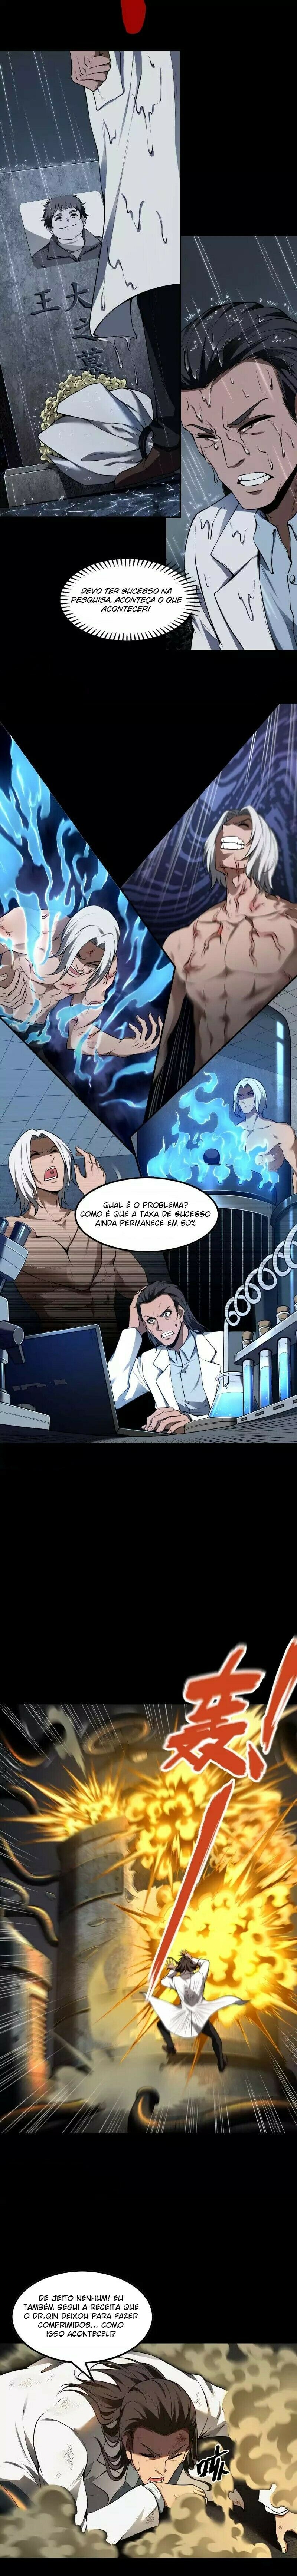 王大
之
墓
DEVO TER SUCESSO NA
PESQUISA, ACONTEÇA O QUE
ACONTECER!
QUAL É O PROBLEMA?
COMO É QUE A TAXA DE SUCESSO
AINDA PERMANECE EM 50%
轰!
DE JEITO NENHUM! EU
TAMBÉM SEGUI A RECEITA QUE
O DR.QIN DEIXOU PARA FAZER
COMPRIMIDOS... COMO
ISSO ACONTECEU?